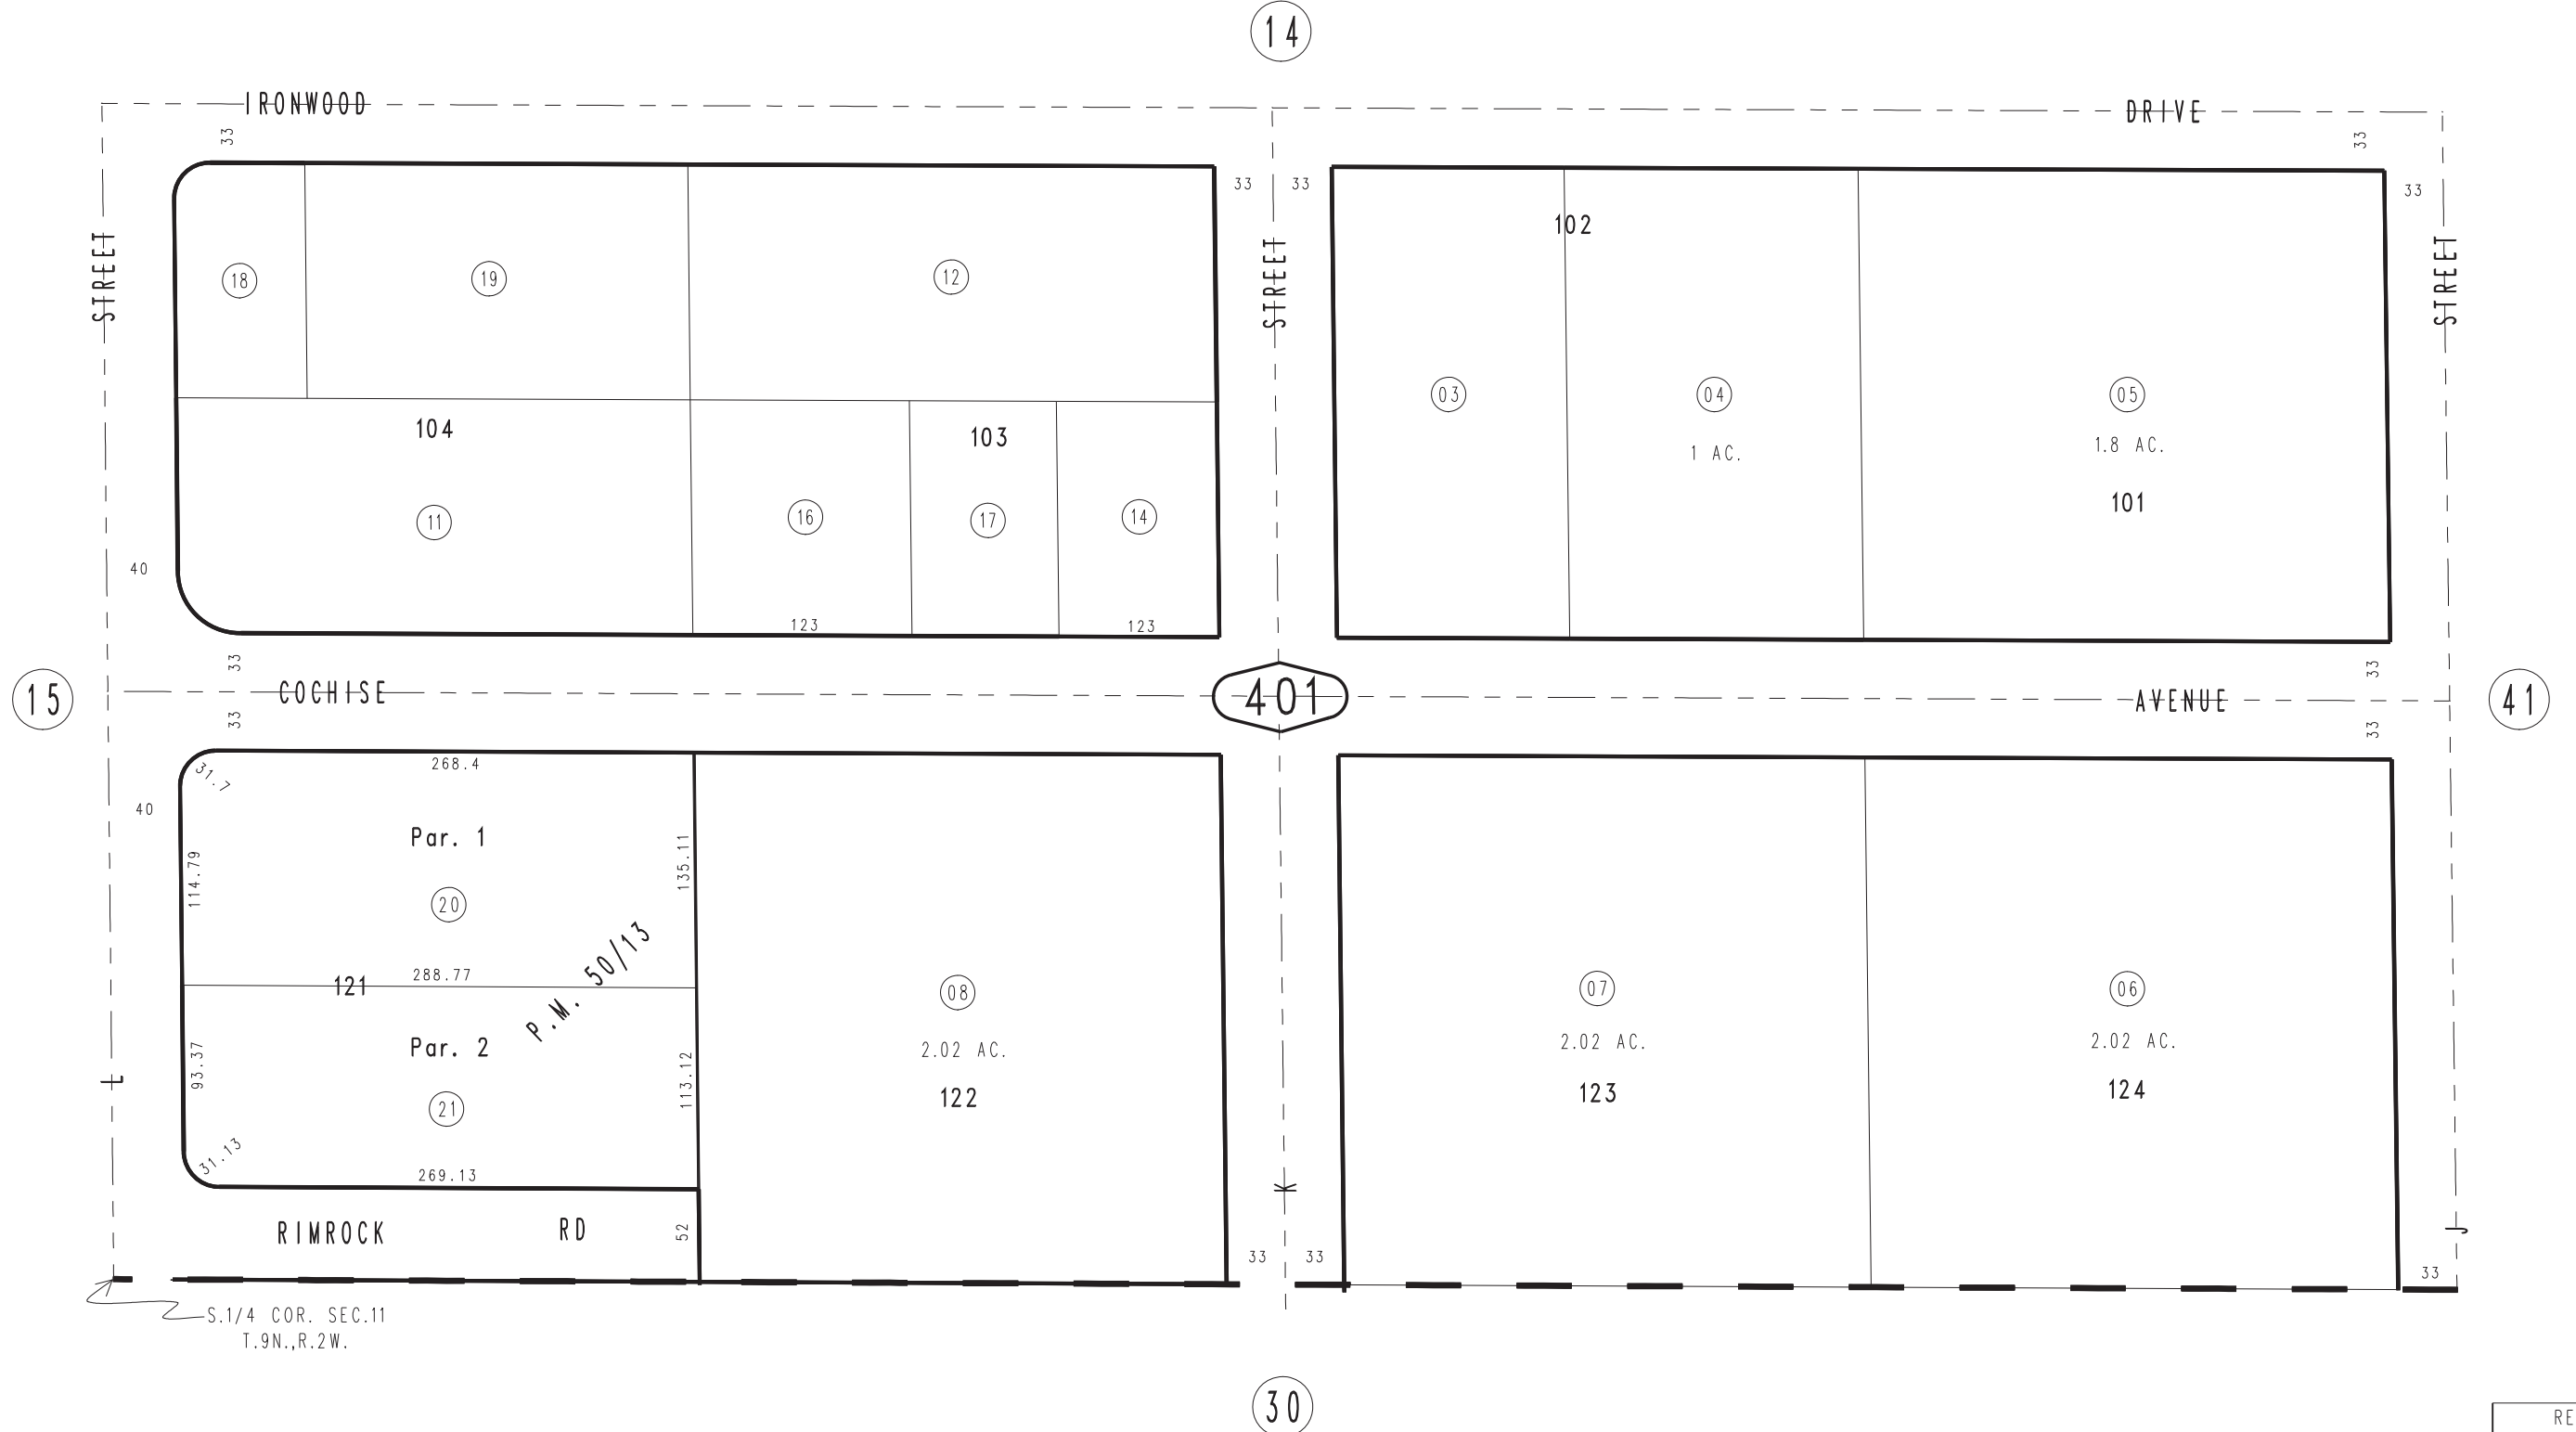 14
IRONWOOD DRIVE
33 33
33 33 33
STREET STREET STREET
102
18 19 12
03 04 05
104 103
1 AC. 1.8 AC.
101
11 16 17 14
40
123 123
33 33
15 COCHISE 401 AVENUE 41
33 33
31.7 268.4
40
Par. 1
114.79 135.11
20
P.M. 50/13
121 288.77
08 07 06
Par. 2
2.02 AC. 2.02 AC. 2.02 AC.
93.37 113.12
122 123 124
21
L
31.13 269.13
K
RIMROCK RD 52
J
33 33 33
S.1/4 COR. SEC.11
T.9N.,R.2W.
30
RE